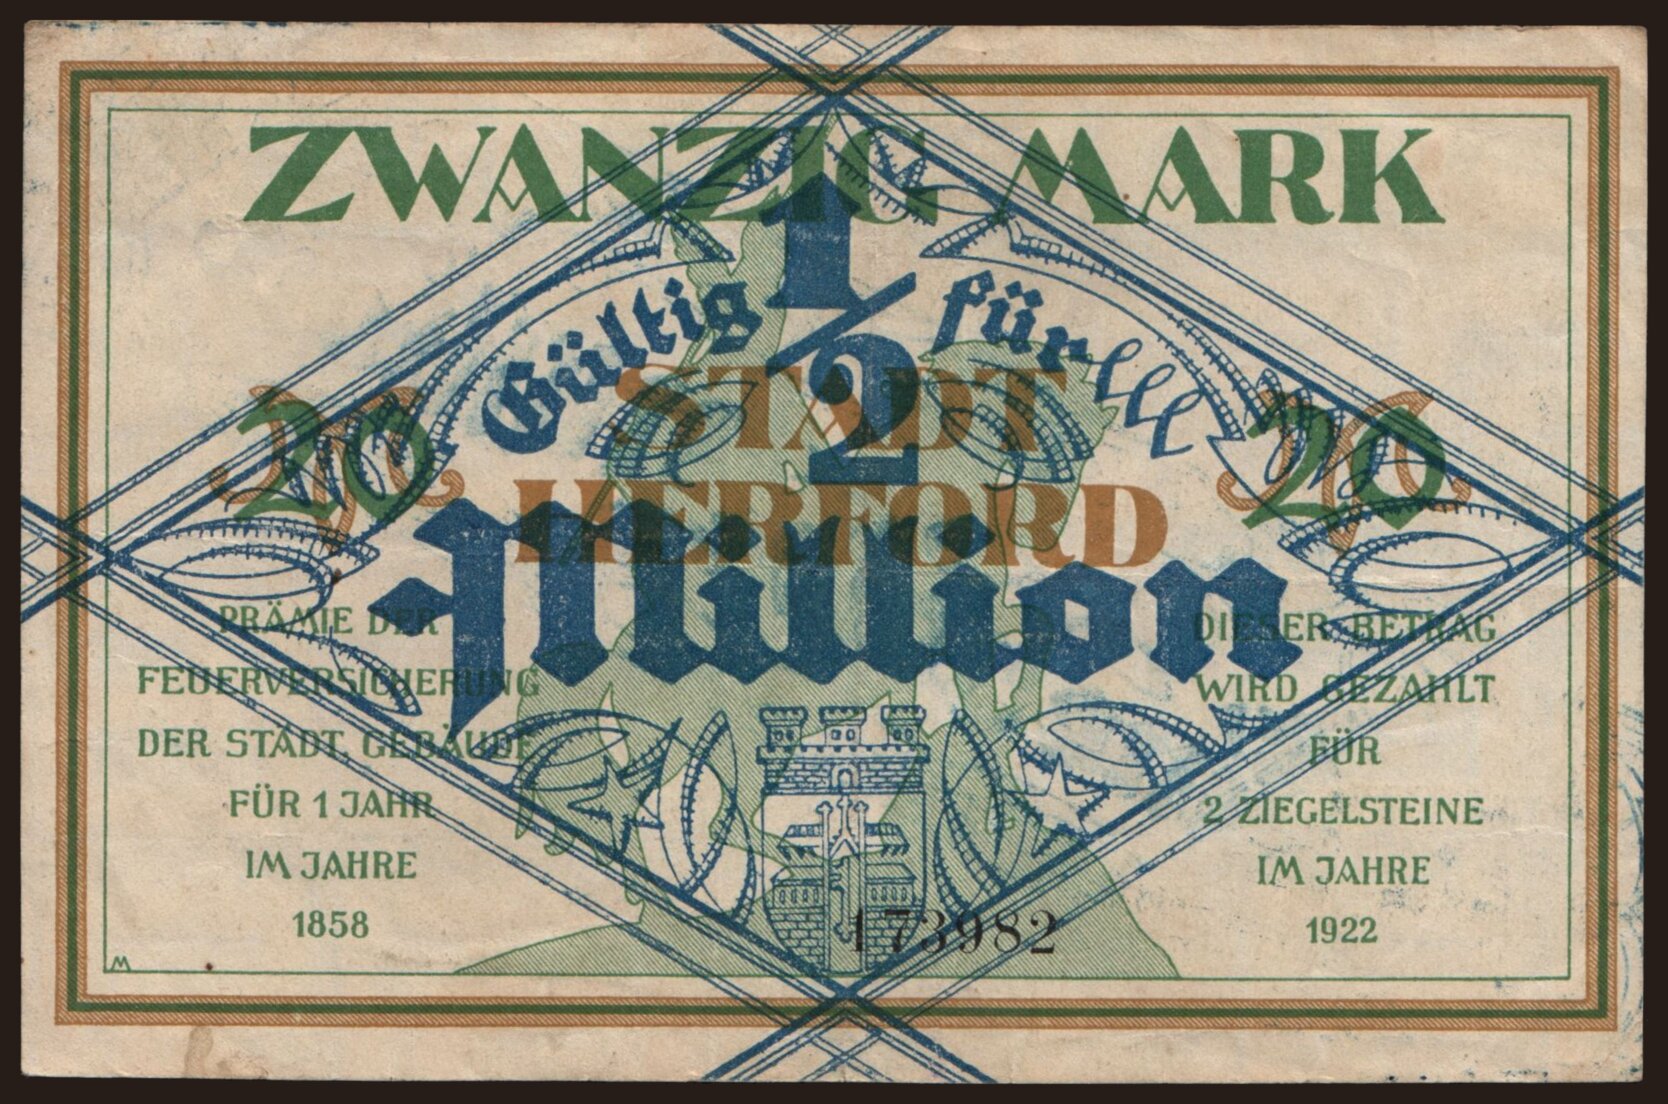 ZWANZIG MARK
Gültig 1/2 für
STADT
20 20
HERFORD
Million
PRÄMIE DER
FEUERVERSICHERUNG
DER STÄDT. GEBÄUDE
FÜR 1 JAHR
IM JAHRE
1858
DIESER BETRAG
WIRD GEZAHLT
FÜR
2 ZIEGELSTEINE
IM JAHRE
1922
173982
M